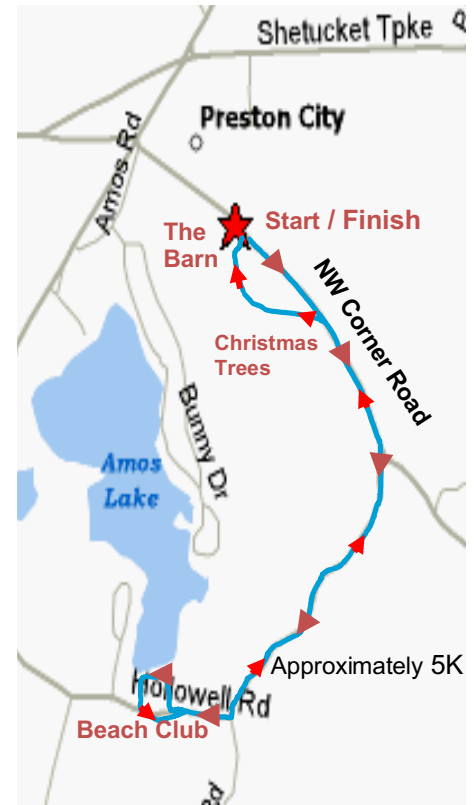 Shetucket Tpke
Preston City
Amos Rd
The
Barn
Start / Finish
NW Corner Road
Christmas
Trees
Bunny Dr
Amos
Lake
Approximately 5K
Hollowell Rd
Beach Club
Rd